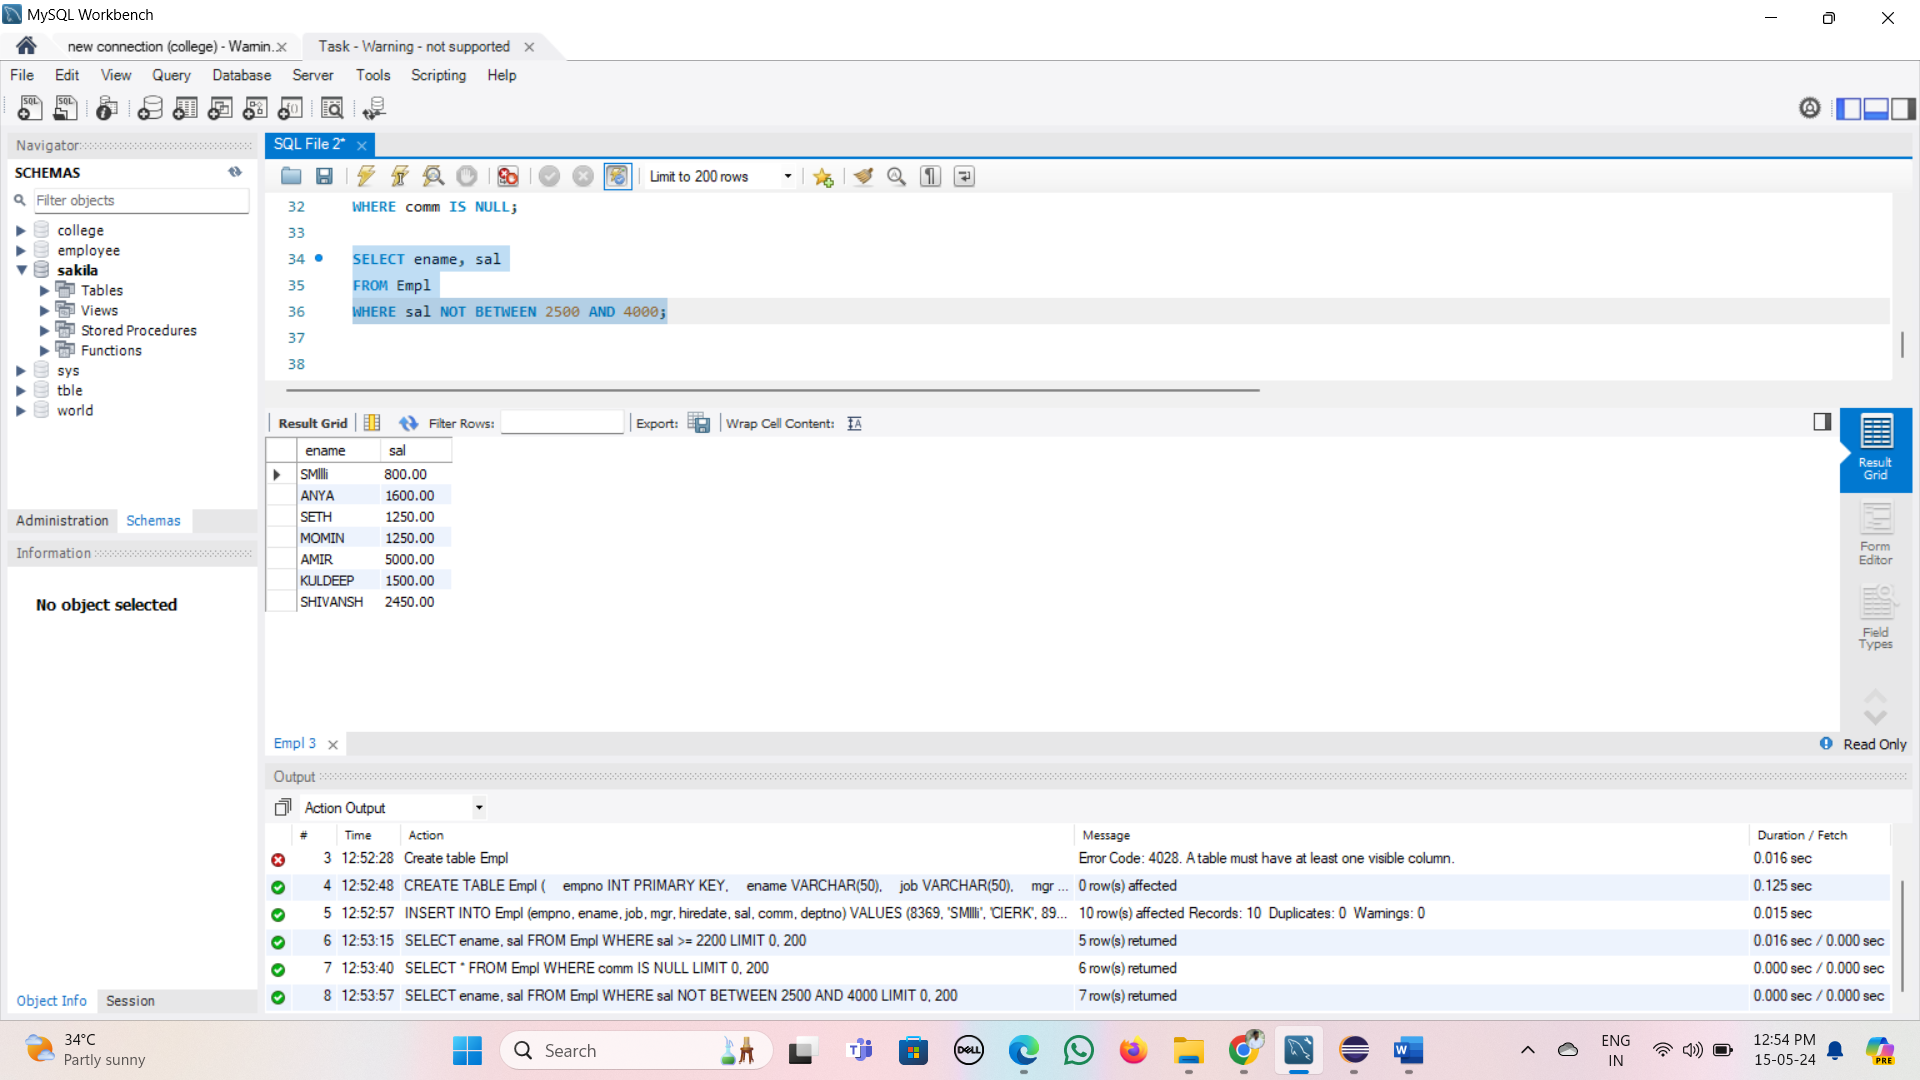 MySQL Workbench
new connection (college) - Warnin...
Task - Warning - not supported
File Edit View Query Database Server Tools Scripting Help
Navigator
SCHEMAS
Filter objects
college
employee
sakila
Tables
Views
Stored Procedures
Functions
sys
tble
world
Administration Schemas
Information
No object selected
Object Info Session
SQL File 2*
Limit to 200 rows
32 WHERE comm IS NULL;
33
34 SELECT ename, sal
35 FROM Empl
36 WHERE sal NOT BETWEEN 2500 AND 4000;
37
38
Result Grid Filter Rows: Export: Wrap Cell Content:
ename sal
SMIlli 800.00
ANYA 1600.00
SETH 1250.00
MOMIN 1250.00
AMIR 5000.00
KULDEEP 1500.00
SHIVANSH 2450.00
Result
Grid
Form
Editor
Field
Types
Empl 3
Read Only
Output
Action Output
# Time Action Message Duration / Fetch
3 12:52:28 Create table Empl Error Code: 4028. A table must have at least one visible column. 0.016 sec
4 12:52:48 CREATE TABLE Empl ( empno INT PRIMARY KEY, ename VARCHAR(50), job VARCHAR(50), mgr ... 0 row(s) affected 0.125 sec
5 12:52:57 INSERT INTO Empl (empno, ename, job, mgr, hiredate, sal, comm, deptno) VALUES (8369, 'SMIlli', 'ClERK', 89... 10 row(s) affected Records: 10 Duplicates: 0 Warnings: 0 0.015 sec
6 12:53:15 SELECT ename, sal FROM Empl WHERE sal >= 2200 LIMIT 0, 200 5 row(s) returned 0.016 sec / 0.000 sec
7 12:53:40 SELECT * FROM Empl WHERE comm IS NULL LIMIT 0, 200 6 row(s) returned 0.000 sec / 0.000 sec
8 12:53:57 SELECT ename, sal FROM Empl WHERE sal NOT BETWEEN 2500 AND 4000 LIMIT 0, 200 7 row(s) returned 0.000 sec / 0.000 sec
34°C
Partly sunny
Search
DELL
ENG
IN
12:54 PM
15-05-24
PRE